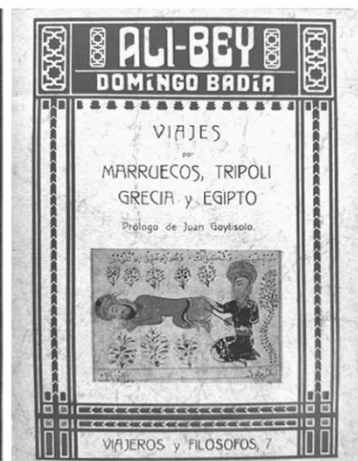 ALI-BEY
DOMINGO BADÍA
VIAJES
por
MARRUECOS, TRIPOLI
GRECIA y EGIPTO
Prólogo de Juan Goytisolo.
VIAJEROS y FILOSOFOS, 7